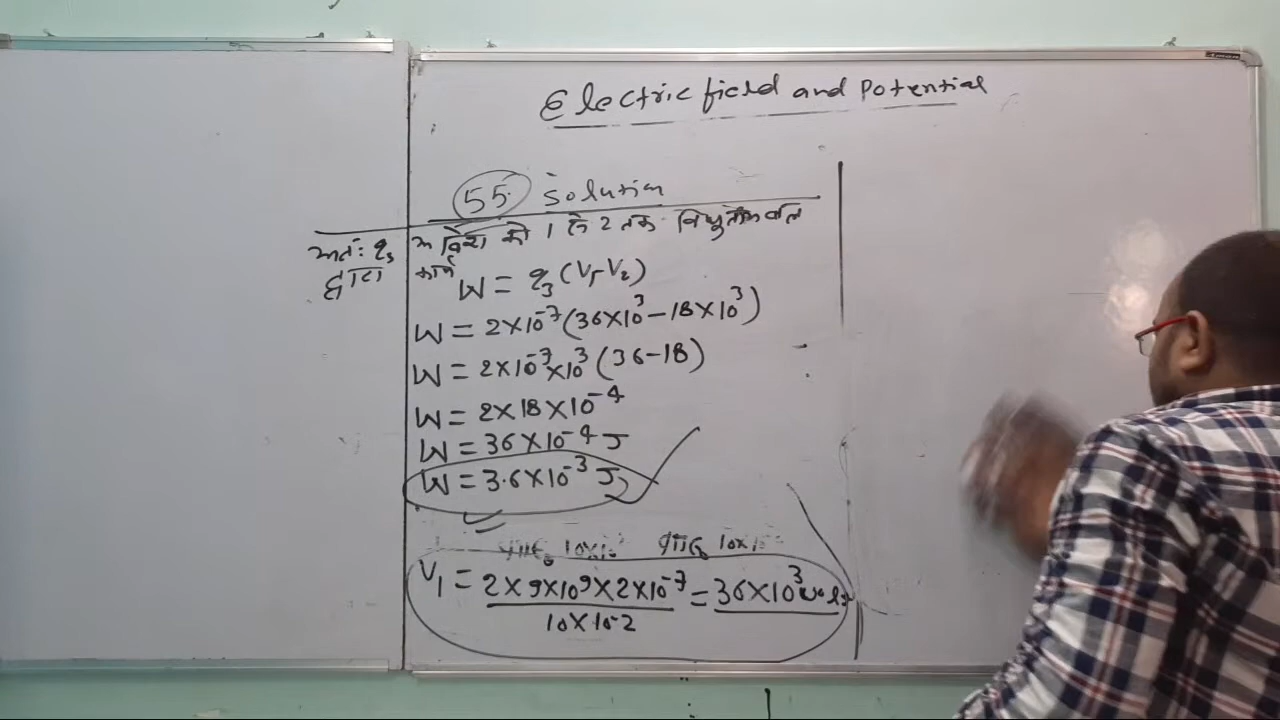 Electric field and Potential
55. Solution
अतः q₃ आवेश को 1 से 2 तक विद्युत बल
द्वारा कार्य W = q₃ (V₁-V₂)
W = 2×10⁻⁷ (36×10³ - 18×10³)
W = 2×10⁻⁷×10³ (36-18)
W = 2×18×10⁻⁴
W = 36×10⁻⁴ J
W = 3.6×10⁻³ J
V₁ = 2×9×10⁹×2×10⁻⁷ / 10×10⁻² = 36×10³ volt